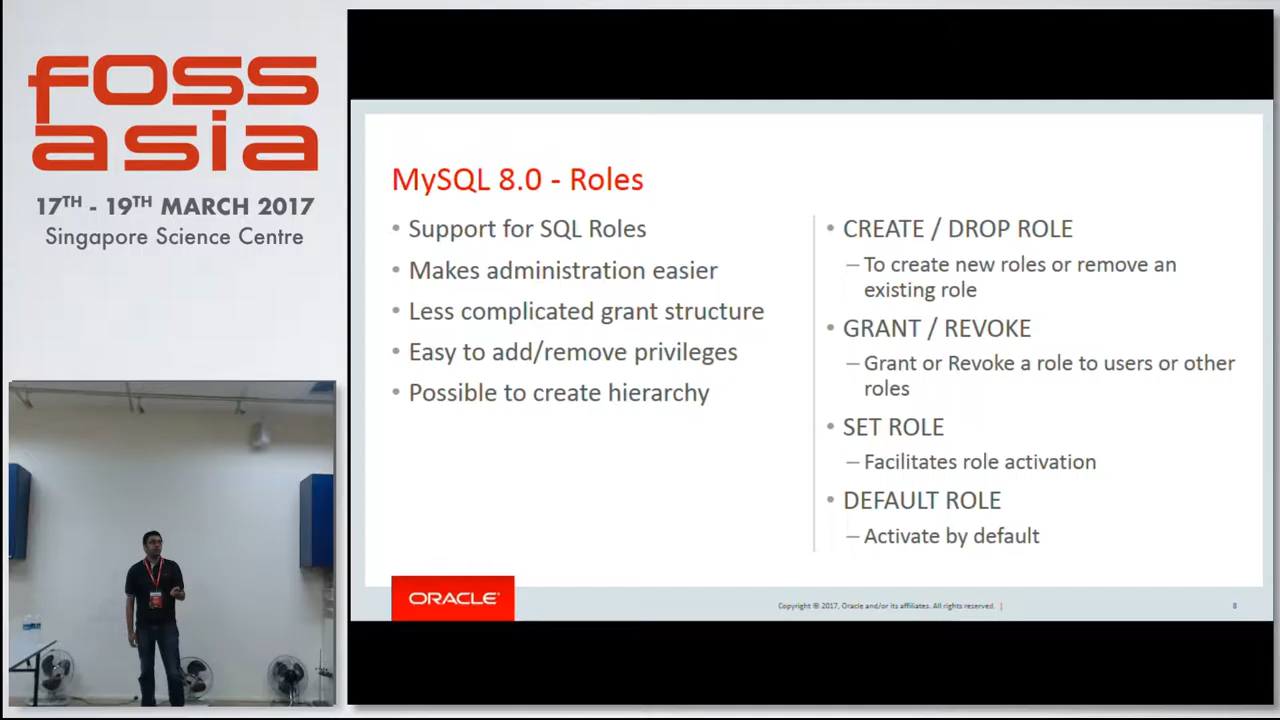 foss
asia
17TH - 19TH MARCH 2017
Singapore Science Centre
MySQL 8.0 - Roles
• Support for SQL Roles
• Makes administration easier
• Less complicated grant structure
• Easy to add/remove privileges
• Possible to create hierarchy
• CREATE / DROP ROLE
– To create new roles or remove an
existing role
• GRANT / REVOKE
– Grant or Revoke a role to users or other
roles
• SET ROLE
– Facilitates role activation
• DEFAULT ROLE
– Activate by default
ORACLE
Copyright © 2017, Oracle and/or its affiliates. All rights reserved. |
8